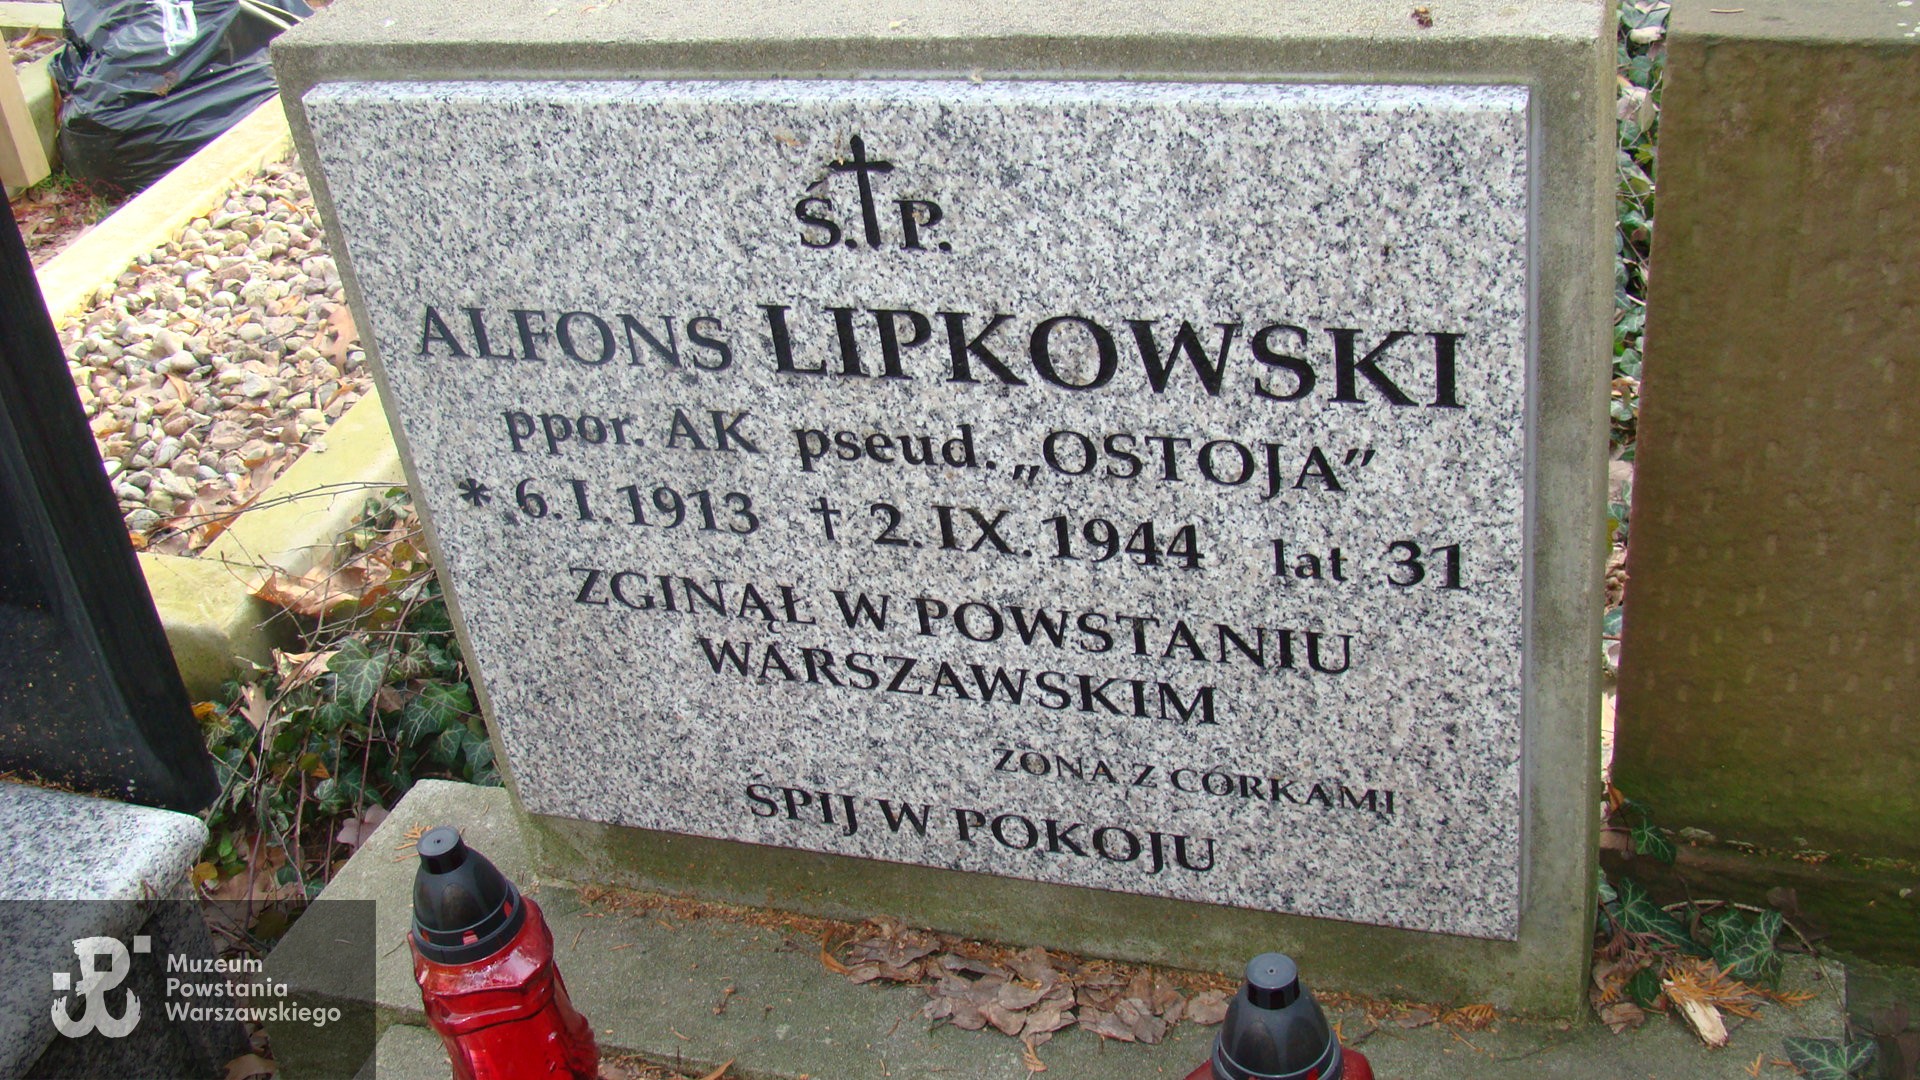 Ś. P.
ALFONS LIPKOWSKI
ppor. AK pseud. „OSTOJA”
* 6.I.1913 † 2.IX.1944 lat 31
ZGINĄŁ W POWSTANIU
WARSZAWSKIM
ŻONA Z CÓRKAMI
ŚPIJ W POKOJU
Muzeum
Powstania
Warszawskiego